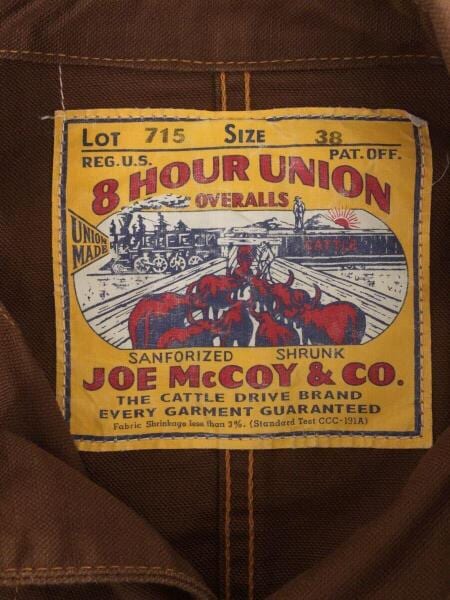 LOT 715 SIZE 38
REG. U.S. PAT. OFF.
8 HOUR UNION
OVERALLS
UNION
MADE
CATTLE
SANFORIZED SHRUNK
JOE McCOY & CO.
THE CATTLE DRIVE BRAND
EVERY GARMENT GUARANTEED
Fabric Shrinkage less than 3%. (Standard Test CCC-191A)